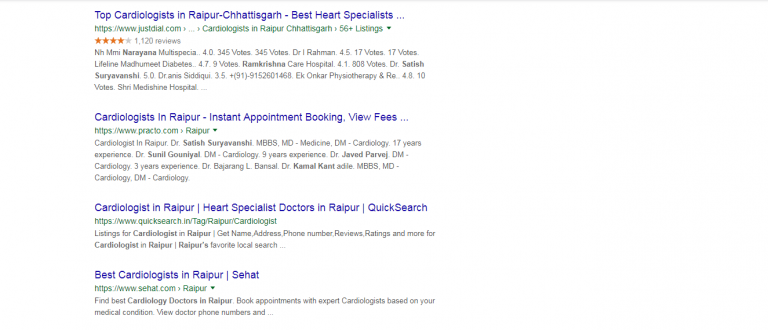 Top Cardiologists in Raipur-Chhattisgarh - Best Heart Specialists ...
https://www.justdial.com › ... › Cardiologists in Raipur Chhattisgarh › 56+ Listings
1,120 reviews
Nh Mmi Narayana Multispecia.. 4.0. 345 Votes. 345 Votes. Dr I Rahman. 4.5. 17 Votes. 17 Votes.
Lifeline Madhumeet Diabetes.. 4.7. 9 Votes. Ramkrishna Care Hospital. 4.1. 808 Votes. Dr. Satish
Suryavanshi. 5.0. Dr.anis Siddiqui. 3.5. +(91)-9152601468. Ek Onkar Physiotherapy & Re.. 4.8. 10
Votes. Shri Medishine Hospital. ...
Cardiologists In Raipur - Instant Appointment Booking, View Fees ...
https://www.practo.com › Raipur
Cardiologist In Raipur. Dr. Satish Suryavanshi. MBBS, MD - Medicine, DM - Cardiology. 17 years
experience. Dr. Sunil Gouniyal. DM - Cardiology. 9 years experience. Dr. Javed Parvej. DM -
Cardiology. 3 years experience. Dr. Bajarang L. Bansal. Dr. Kamal Kant adile. MBBS, MD -
Cardiology, DM - Cardiology.
Cardiologist in Raipur | Heart Specialist Doctors in Raipur | QuickSearch
https://www.quicksearch.in/Tag/Raipur/Cardiologist
Listings for Cardiologist in Raipur | Get Name,Address,Phone number,Reviews,Ratings and more for
Cardiologist in Raipur | Raipur's favorite local search ...
Best Cardiologists in Raipur | Sehat
https://www.sehat.com › Raipur
Find best Cardiology Doctors in Raipur. Book appointments with expert Cardiologists based on your
medical condition. View doctor phone numbers and ...